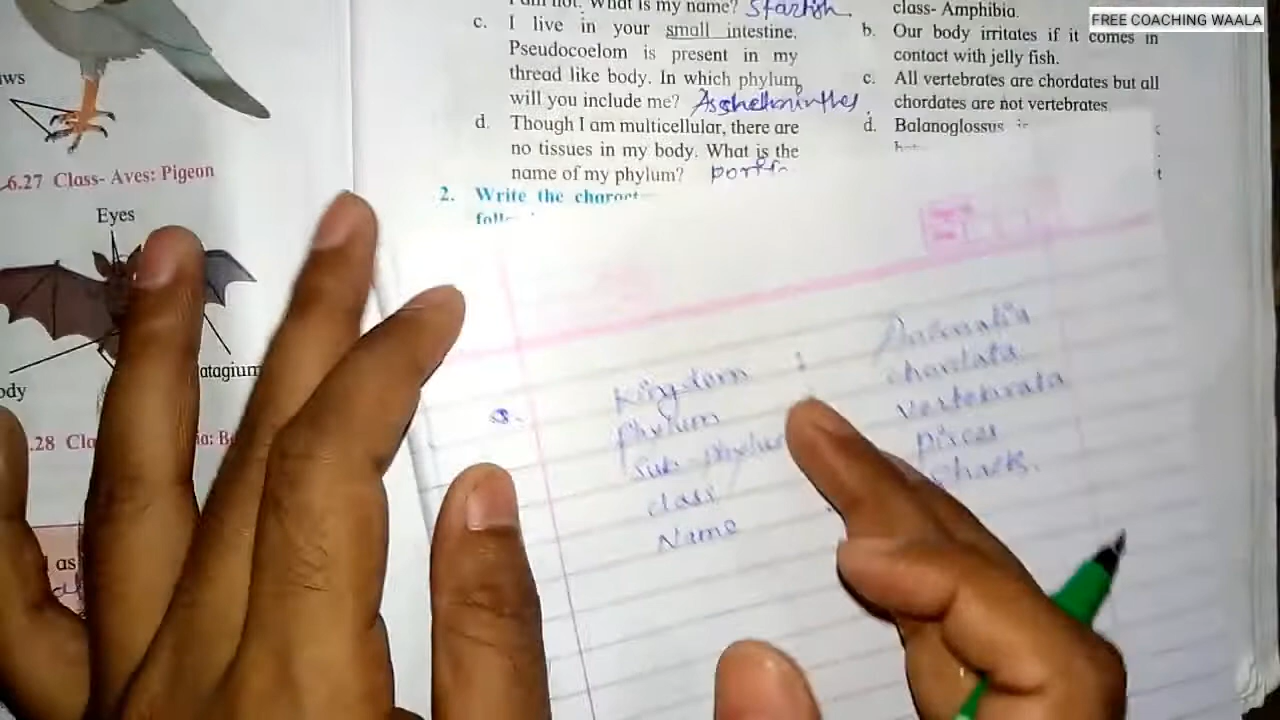 FREE COACHING WAALA
I am not. What is my name? Starfish.
c. I live in your small intestine.
Pseudocoelom is present in my
thread like body. In which phylum
will you include me? Aschelminthes.
d. Though I am multicellular, there are
no tissues in my body. What is the
name of my phylum?
2. Write the
class- Amphibia.
b. Our body irritates if it comes in
contact with jelly fish.
c. All vertebrates are chordates but all
chordates are not vertebrates
d. Balanoglossus
6.27 Class- Aves: Pigeon
Eyes
atagium
ody
.28
as
Kingdom : Animalia
Phylum chordata
Sub phylum vertebrata
class pisces
Name